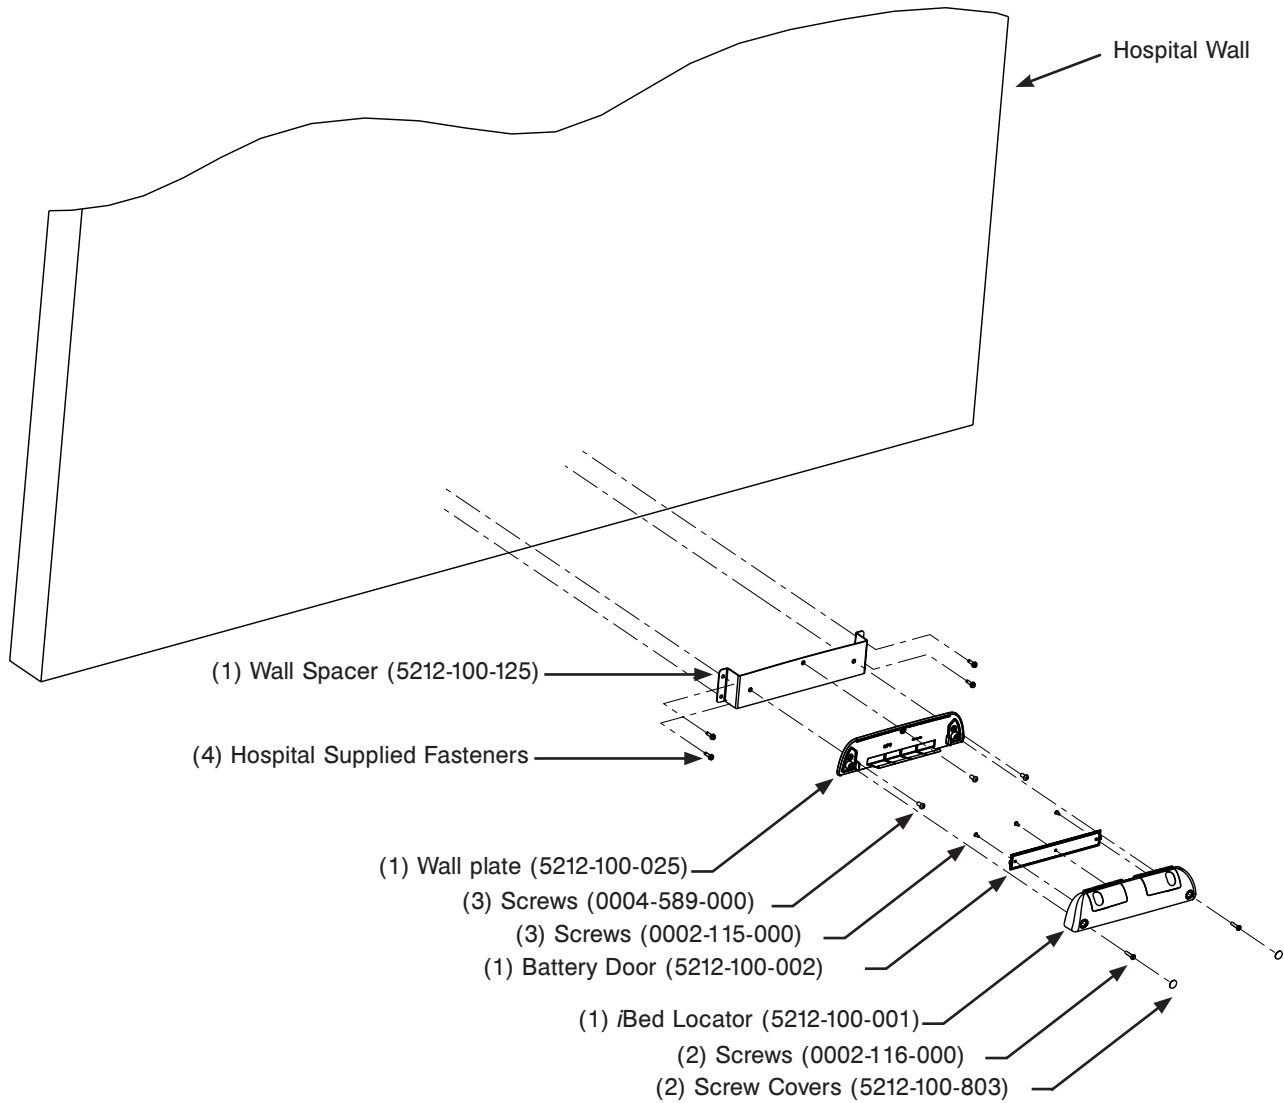 Hospital Wall
(1) Wall Spacer (5212-100-125)
(4) Hospital Supplied Fasteners
(1) Wall plate (5212-100-025)
(3) Screws (0004-589-000)
(3) Screws (0002-115-000)
(1) Battery Door (5212-100-002)
(1) iBed Locator (5212-100-001)
(2) Screws (0002-116-000)
(2) Screw Covers (5212-100-803)